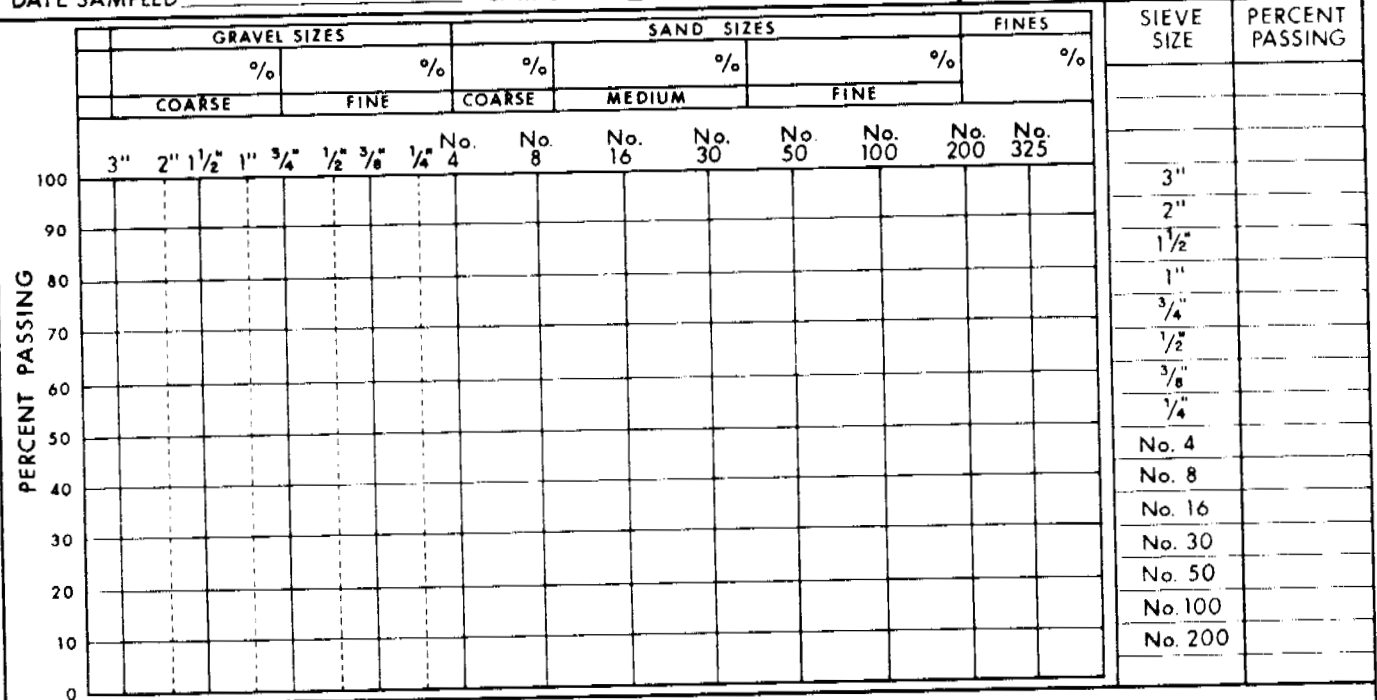 DATE SAMPLED
GRAVEL SIZES SAND SIZES FINES
% % % % % %
COARSE FINE COARSE MEDIUM FINE
3" 2" 1 1/2" 1" 3/4" 1/2" 3/8" 1/4" No. 4 No. 8 No. 16 No. 30 No. 50 No. 100 No. 200 No. 325
PERCENT PASSING
100
90
80
70
60
50
40
30
20
10
0
SIEVE SIZE PERCENT PASSING
3"
2"
1 1/2"
1"
3/4"
1/2"
3/8"
1/4"
No. 4
No. 8
No. 16
No. 30
No. 50
No. 100
No. 200